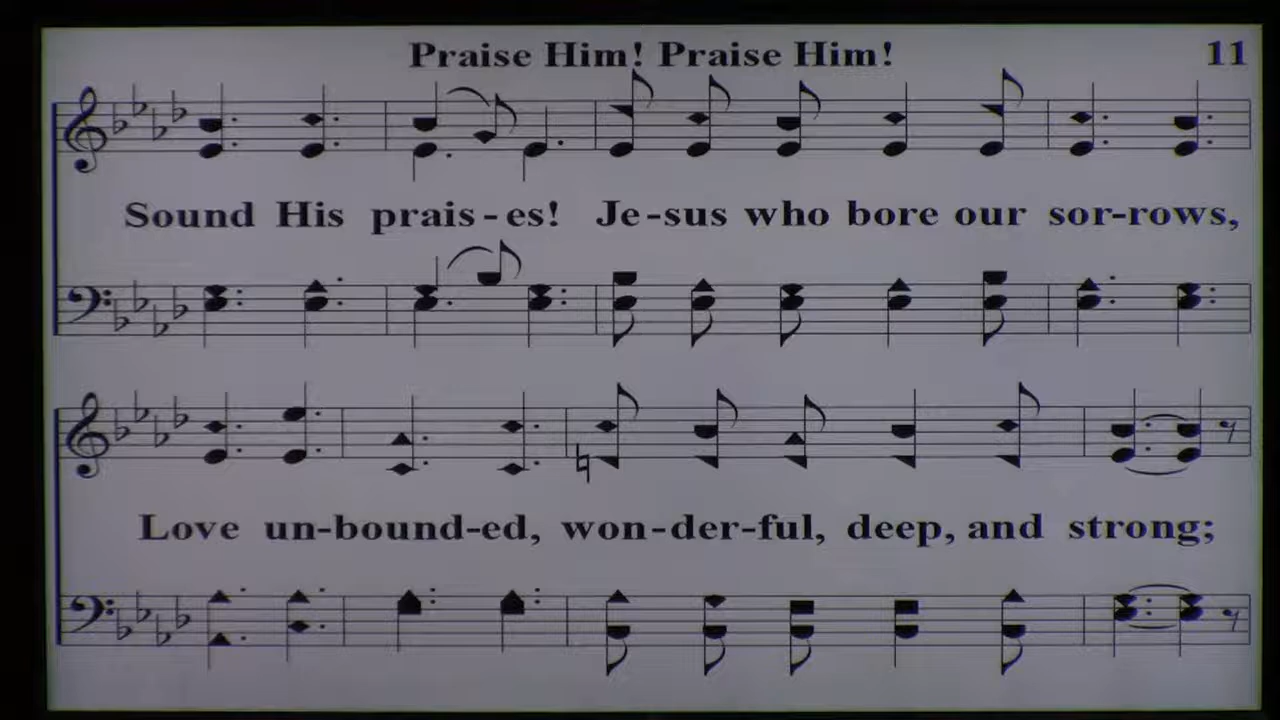 Praise Him! Praise Him! 11
Sound His prais-es! Je-sus who bore our sor-rows,
Love un-bound-ed, won-der-ful, deep, and strong;